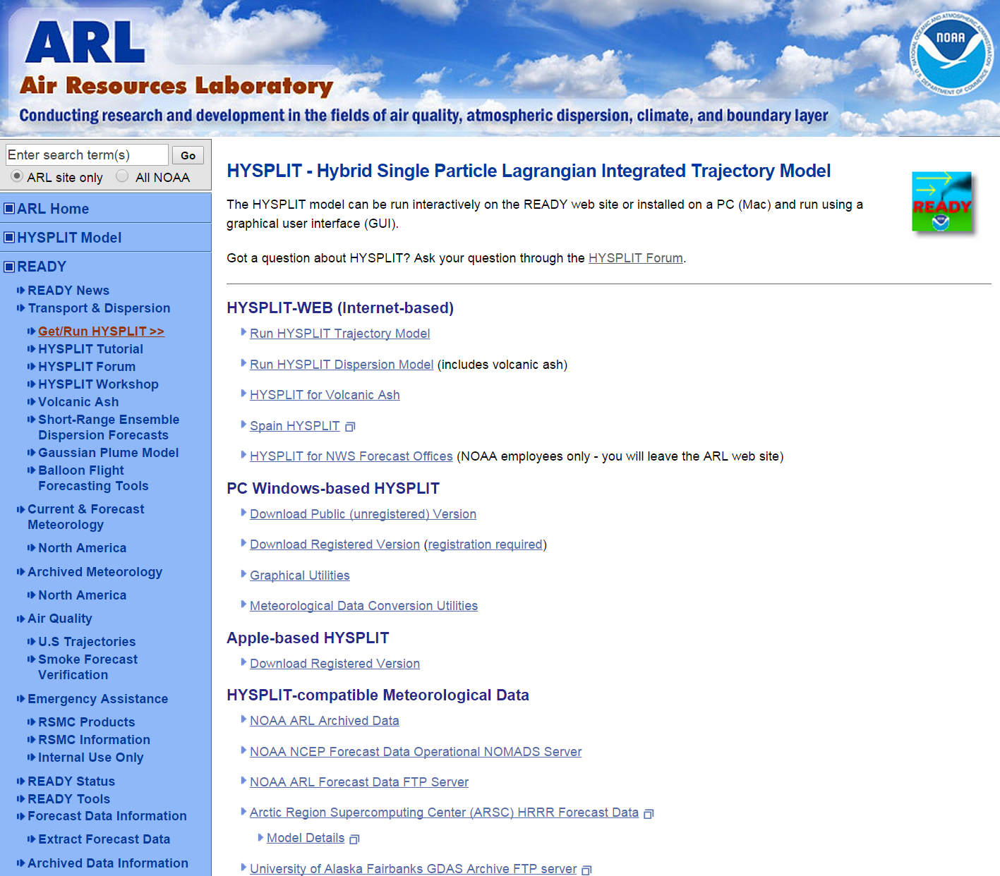 ARL
Air Resources Laboratory
Conducting research and development in the fields of air quality, atmospheric dispersion, climate, and boundary layer
NATIONAL OCEANIC AND ATMOSPHERIC ADMINISTRATION
NOAA
U.S. DEPARTMENT OF COMMERCE
Enter search term(s)
Go
ARL site only
All NOAA
ARL Home
HYSPLIT Model
READY
READY News
Transport & Dispersion
Get/Run HYSPLIT >>
HYSPLIT Tutorial
HYSPLIT Forum
HYSPLIT Workshop
Volcanic Ash
Short-Range Ensemble
Dispersion Forecasts
Gaussian Plume Model
Balloon Flight
Forecasting Tools
Current & Forecast
Meteorology
North America
Archived Meteorology
North America
Air Quality
U.S Trajectories
Smoke Forecast
Verification
Emergency Assistance
RSMC Products
RSMC Information
Internal Use Only
READY Status
READY Tools
Forecast Data Information
Extract Forecast Data
Archived Data Information
HYSPLIT - Hybrid Single Particle Lagrangian Integrated Trajectory Model
READY
The HYSPLIT model can be run interactively on the READY web site or installed on a PC (Mac) and run using a
graphical user interface (GUI).
Got a question about HYSPLIT? Ask your question through the HYSPLIT Forum.
HYSPLIT-WEB (Internet-based)
Run HYSPLIT Trajectory Model
Run HYSPLIT Dispersion Model (includes volcanic ash)
HYSPLIT for Volcanic Ash
Spain HYSPLIT
HYSPLIT for NWS Forecast Offices (NOAA employees only - you will leave the ARL web site)
PC Windows-based HYSPLIT
Download Public (unregistered) Version
Download Registered Version (registration required)
Graphical Utilities
Meteorological Data Conversion Utilities
Apple-based HYSPLIT
Download Registered Version
HYSPLIT-compatible Meteorological Data
NOAA ARL Archived Data
NOAA NCEP Forecast Data Operational NOMADS Server
NOAA ARL Forecast Data FTP Server
Arctic Region Supercomputing Center (ARSC) HRRR Forecast Data
Model Details
University of Alaska Fairbanks GDAS Archive FTP server